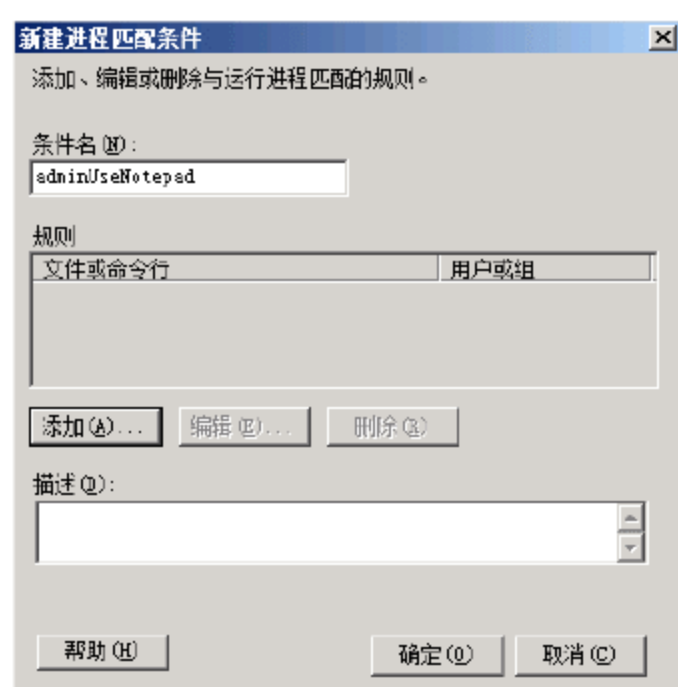 新建进程匹配条件
添加、编辑或删除与运行进程匹配的规则。
条件名(N):
adminUseNotepad
规则
文件或命令行 用户或组
添加(A)... 编辑(E)... 删除(R)
描述(D):
帮助(H) 确定(O) 取消(C)